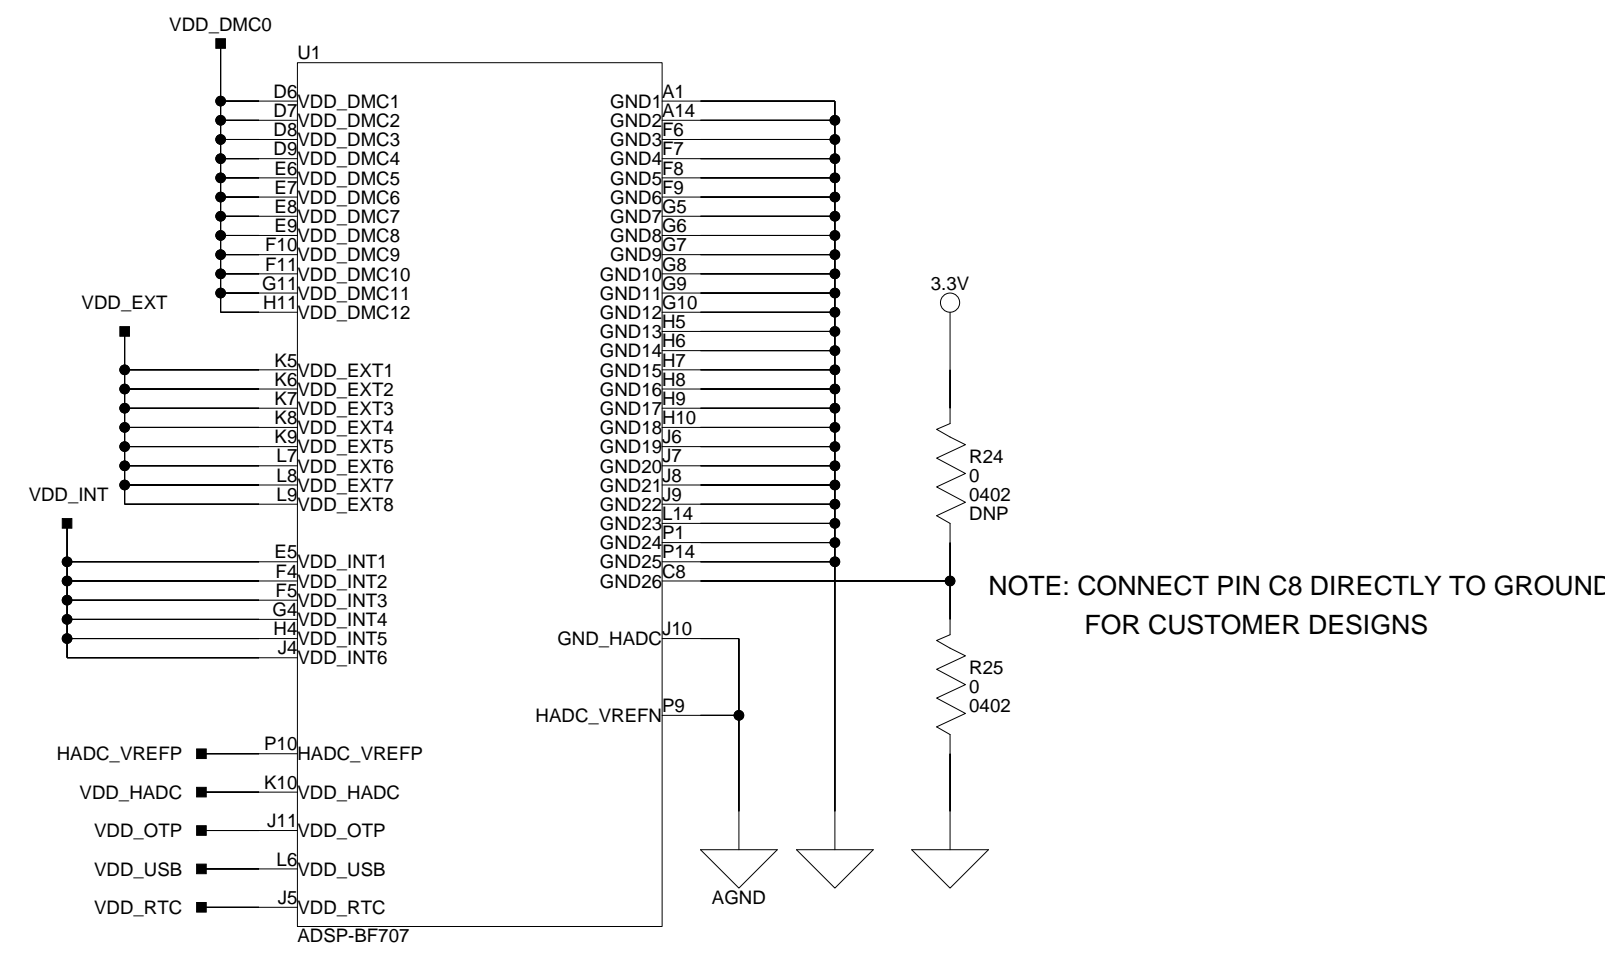 VDD_DMC0
U1
D6 VDD_DMC1
D7 VDD_DMC2
D8 VDD_DMC3
D9 VDD_DMC4
E6 VDD_DMC5
E7 VDD_DMC6
E8 VDD_DMC7
E9 VDD_DMC8
F10 VDD_DMC9
F11 VDD_DMC10
G11 VDD_DMC11
H11 VDD_DMC12
VDD_EXT
K5 VDD_EXT1
K6 VDD_EXT2
K7 VDD_EXT3
K8 VDD_EXT4
K9 VDD_EXT5
L7 VDD_EXT6
L8 VDD_EXT7
L9 VDD_EXT8
VDD_INT
E5 VDD_INT1
F4 VDD_INT2
F5 VDD_INT3
G4 VDD_INT4
H4 VDD_INT5
J4 VDD_INT6
HADC_VREFP P10 HADC_VREFP
VDD_HADC K10 VDD_HADC
VDD_OTP J11 VDD_OTP
VDD_USB L6 VDD_USB
VDD_RTC J5 VDD_RTC
ADSP-BF707
GND1 A1
GND2 A14
GND3 F6
GND4 F7
GND5 F8
GND6 F9
GND7 G5
GND8 G6
GND9 G7
GND10 G8
GND11 G9
GND12 G10
GND13 H5
GND14 H6
GND15 H7
GND16 H8
GND17 H9
GND18 H10
GND19 J6
GND20 J7
GND21 J8
GND22 J9
GND23 L14
GND24 P1
GND25 P14
GND26 C8
GND_HADC J10
HADC_VREFN P9
AGND
3.3V
R24
0
0402
DNP
R25
0
0402
NOTE: CONNECT PIN C8 DIRECTLY TO GROUND
FOR CUSTOMER DESIGNS